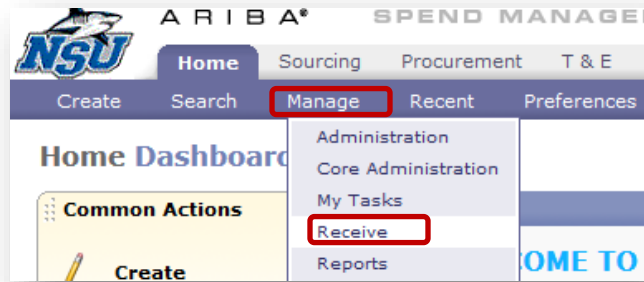 ARIBA® SPEND MANAGE
NSU
Home Sourcing Procurement T & E
Create Search Manage Recent Preferences
Administration
Home Dashboard
Core Administration
My Tasks
Common Actions
Receive
Create
Reports
OME TO